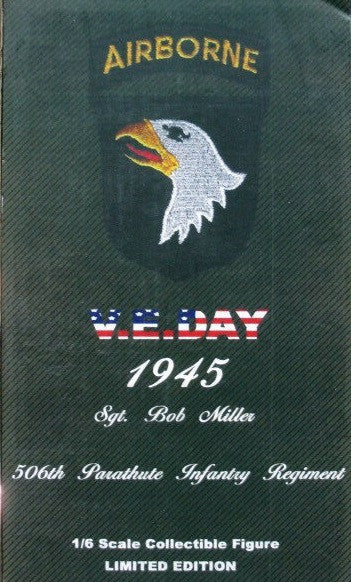 AIRBORNE
V.E.DAY
1945
Sgt. Bob Miller
506th Parathute Infantry Regiment
1/6 Scale Collectible Figure
LIMITED EDITION